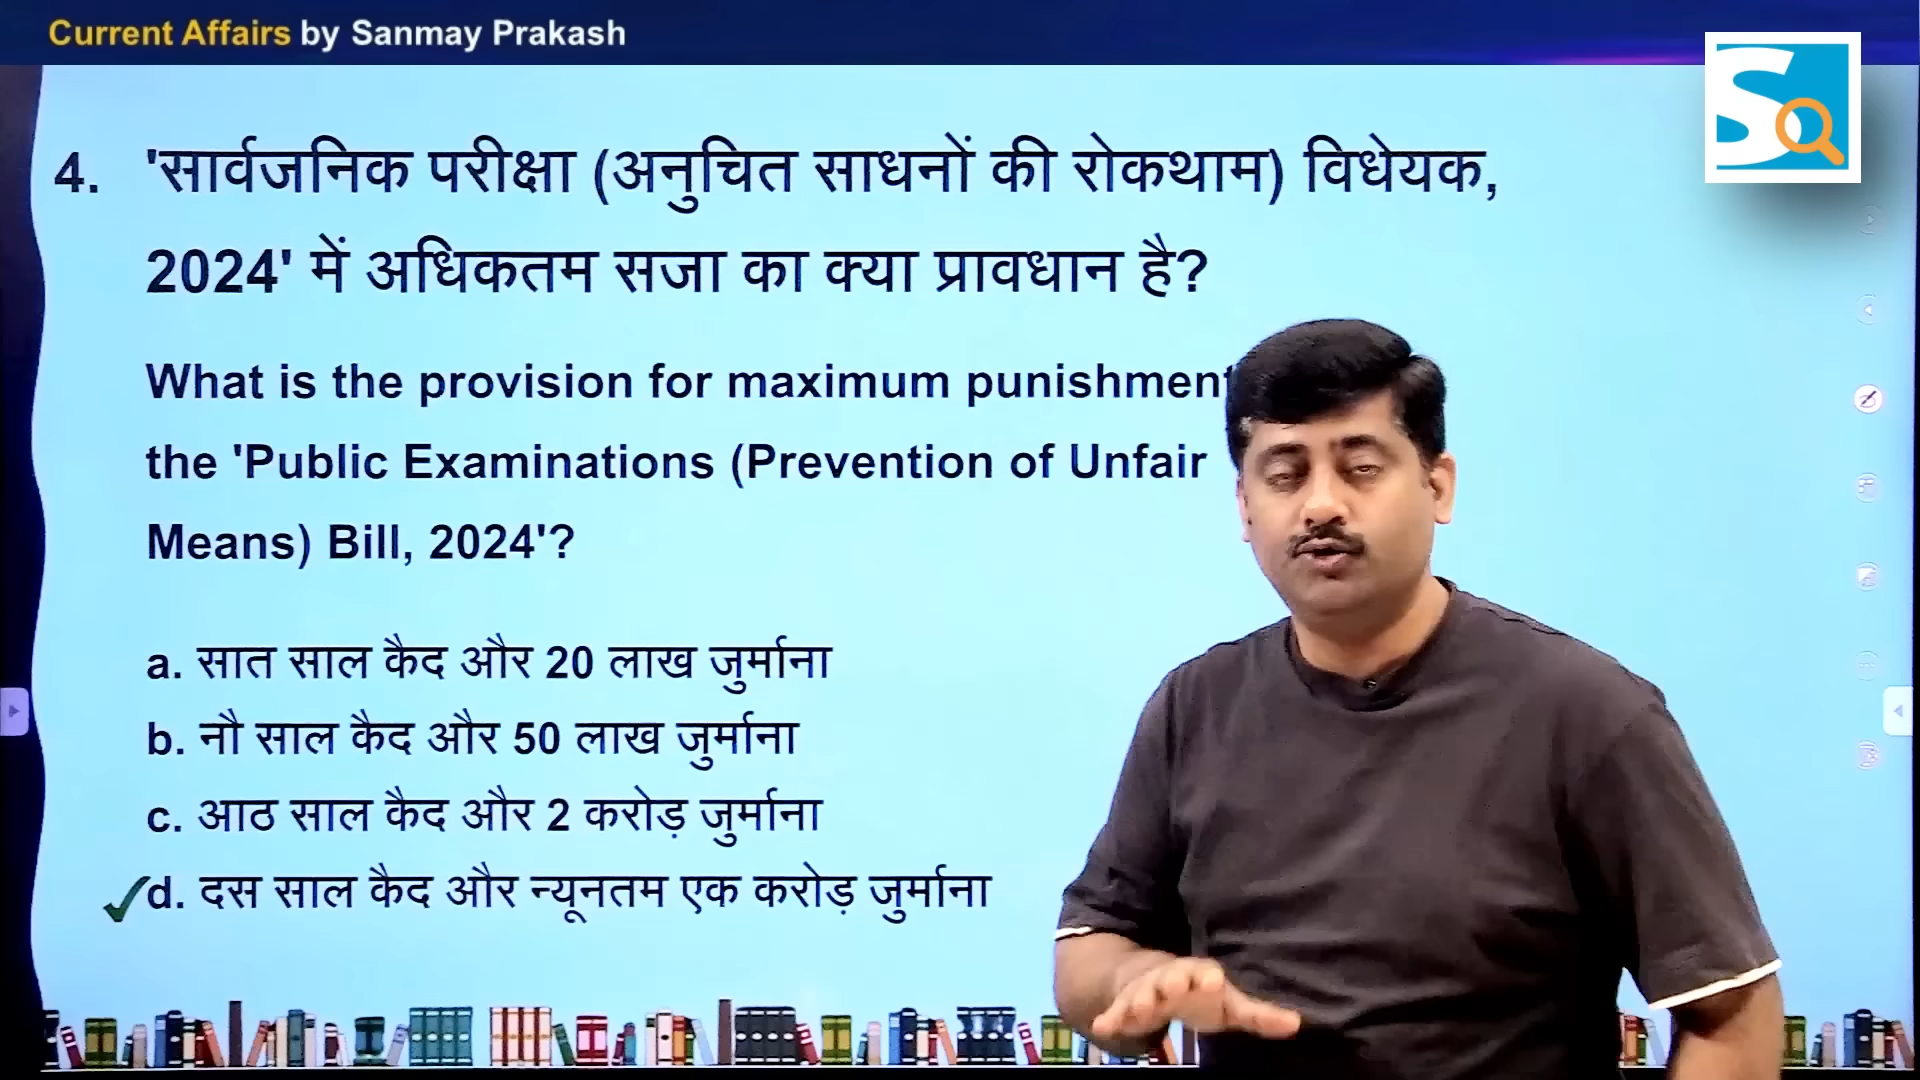 Current Affairs by Sanmay Prakash
4. 'सार्वजनिक परीक्षा (अनुचित साधनों की रोकथाम) विधेयक,
2024' में अधिकतम सजा का क्या प्रावधान है?
What is the provision for maximum punishment
the 'Public Examinations (Prevention of Unfair
Means) Bill, 2024'?
a. सात साल कैद और 20 लाख जुर्माना
b. नौ साल कैद और 50 लाख जुर्माना
c. आठ साल कैद और 2 करोड़ जुर्माना
d. दस साल कैद और न्यूनतम एक करोड़ जुर्माना